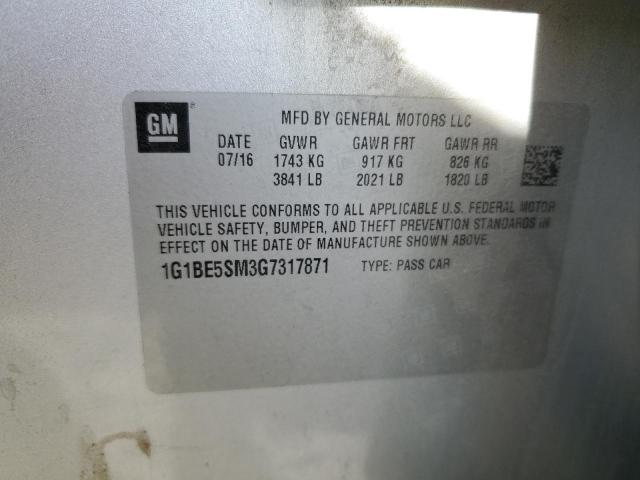 GM
MFD BY GENERAL MOTORS LLC
DATE GVWR GAWR FRT GAWR RR
07/16 1743 KG 917 KG 826 KG
3841 LB 2021 LB 1820 LB
THIS VEHICLE CONFORMS TO ALL APPLICABLE U.S. FEDERAL MOTOR
VEHICLE SAFETY, BUMPER, AND THEFT PREVENTION STANDARDS IN
EFFECT ON THE DATE OF MANUFACTURE SHOWN ABOVE.
1G1BE5SM3G7317871 TYPE: PASS CAR